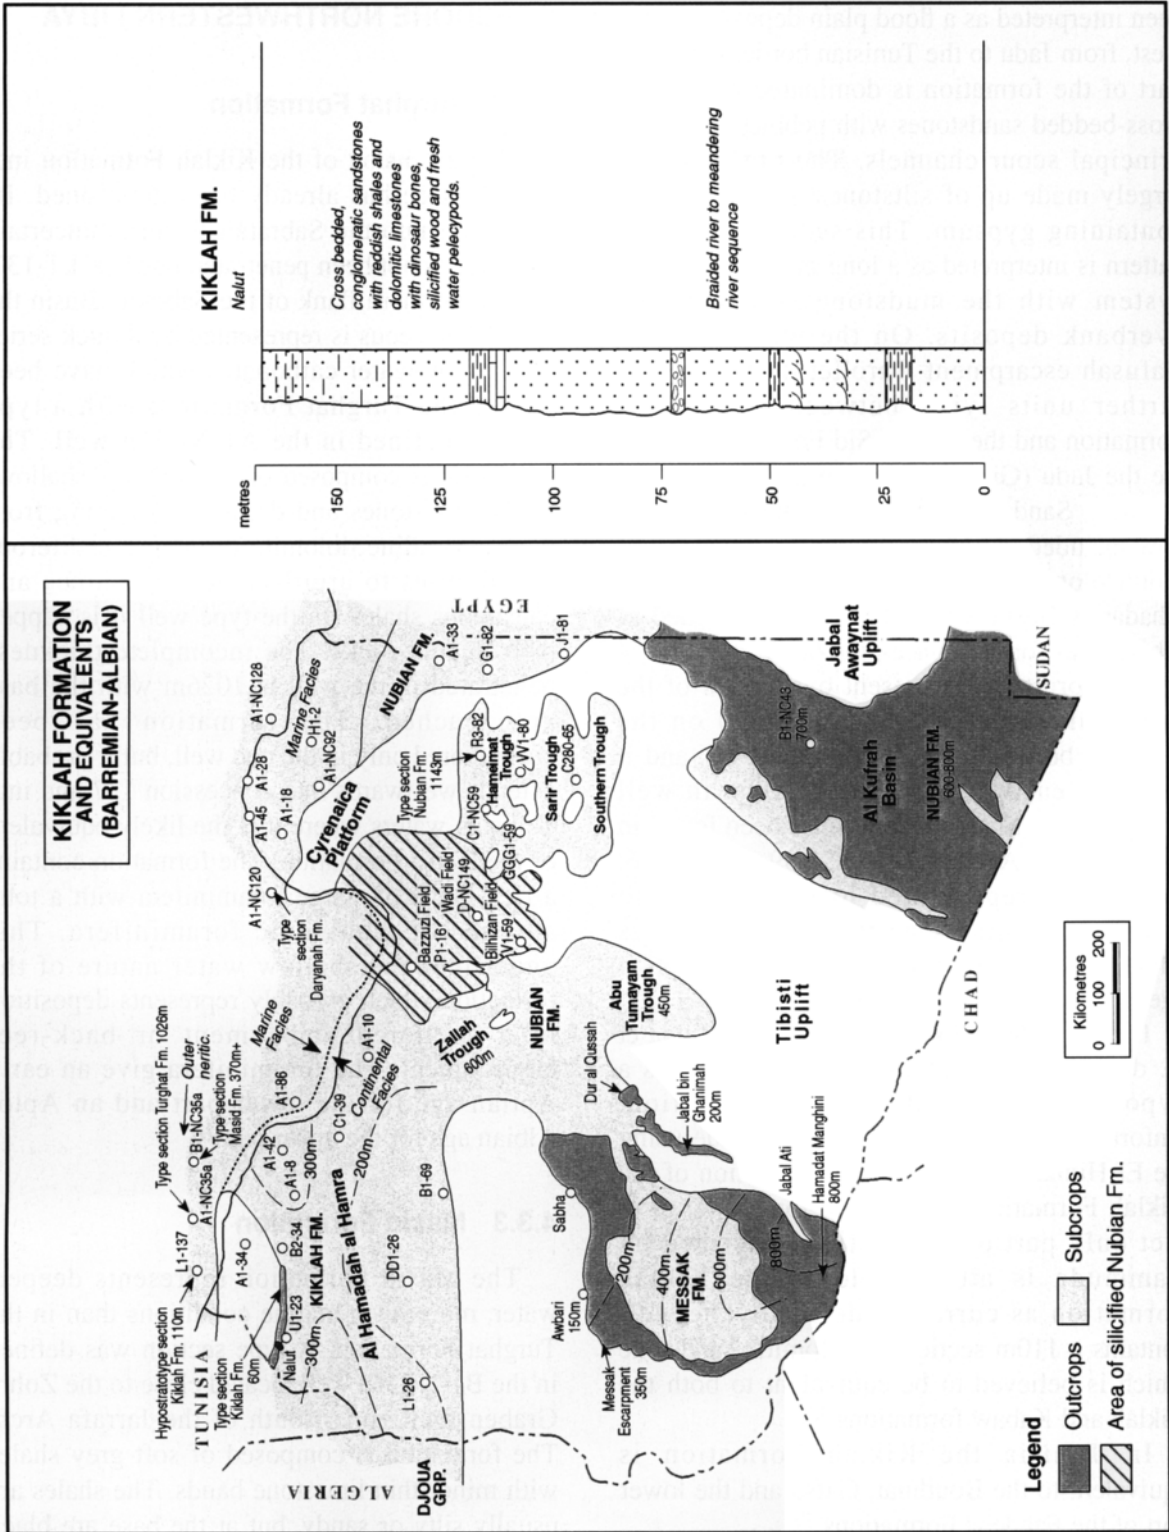 KIKLAH FORMATION
AND EQUIVALENTS
(BARREMIAN-ALBIAN)
Hypostratotype section
Kiklah Fm. 110m
L1-137
Type section Turghat Fm. 1026m
A1-NC35a
B1-NC35a
Outer
neritic.
Type section
Masid Fm. 370m+
Marine
Facies
TUNISIA
Type section
Kiklah Fm.
60m
A1-34
Nalut
U1-23
B2-34
A1-8
A1-42
A1-86
300m
300m
KIKLAH FM.
C1-39
200m
A1-10
Continental
Facies
Al Hamadah al Hamra
L1-26
DD1-26
B1-69
ALGERIA
DJOUA
GRP.
Zallah
Trough
600m
A1-NC120
Type
section
Daryanah Fm.
A1-45
A1-28
A1-18
A1-NC128
H1-2
A1-NC92
Marine Facies
Cyrenaica
Platform
NUBIAN FM.
EGYPT
A1-33
G1-82
J1-81
Type section
Nubian Fm.
1143m
R3-82
Hameimat
Trough
C1-NC59
VV1-80
Sarir Trough
C280-65
Southern Trough
GGG1-59
Bazzuzi Field
P1-16
Wadi Field
D-NC149
Bilhizan Field
V1-59
NUBIAN
FM.
Abu
Tunayam
Trough
450m
Dur al Qussah
Jabal bin
Ghanimah
200m
Sabha
Awbari
150m
Messak
Escarpment
350m
200m
400m
MESSAK
FM.
600m
800m
Jabal Ati
Hamadat Manghini
800m
Tibisti
Uplift
B1-NC43
700m
Al Kufrah
Basin
NUBIAN FM.
600-800m
Jabal
Awaynat
Uplift
SUDAN
CHAD
Kilometres
0 100 200
Legend
Outcrops
Subcrops
Area of silicified Nubian Fm.
KIKLAH FM.
Nalut
metres
150
125
100
75
50
25
0
Cross bedded,
conglomeratic sandstones
with reddish shales and
dolomitic limestones
with dinosaur bones,
silicified wood and fresh
water pelecypods.
Braided river to meandering
river sequence